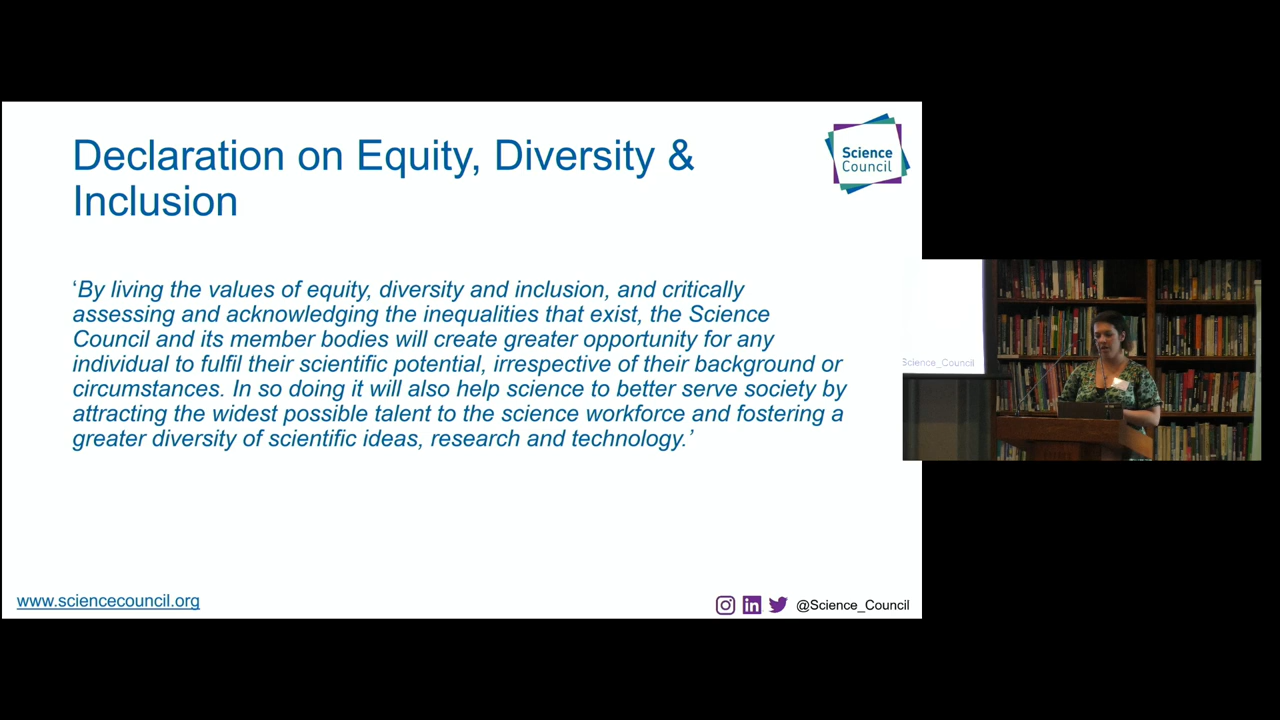 Declaration on Equity, Diversity &
Inclusion
Science
Council
‘By living the values of equity, diversity and inclusion, and critically
assessing and acknowledging the inequalities that exist, the Science
Council and its member bodies will create greater opportunity for any
individual to fulfil their scientific potential, irrespective of their background or
circumstances. In so doing it will also help science to better serve society by
attracting the widest possible talent to the science workforce and fostering a
greater diversity of scientific ideas, research and technology.’
www.sciencecouncil.org
@Science_Council
Science_Council